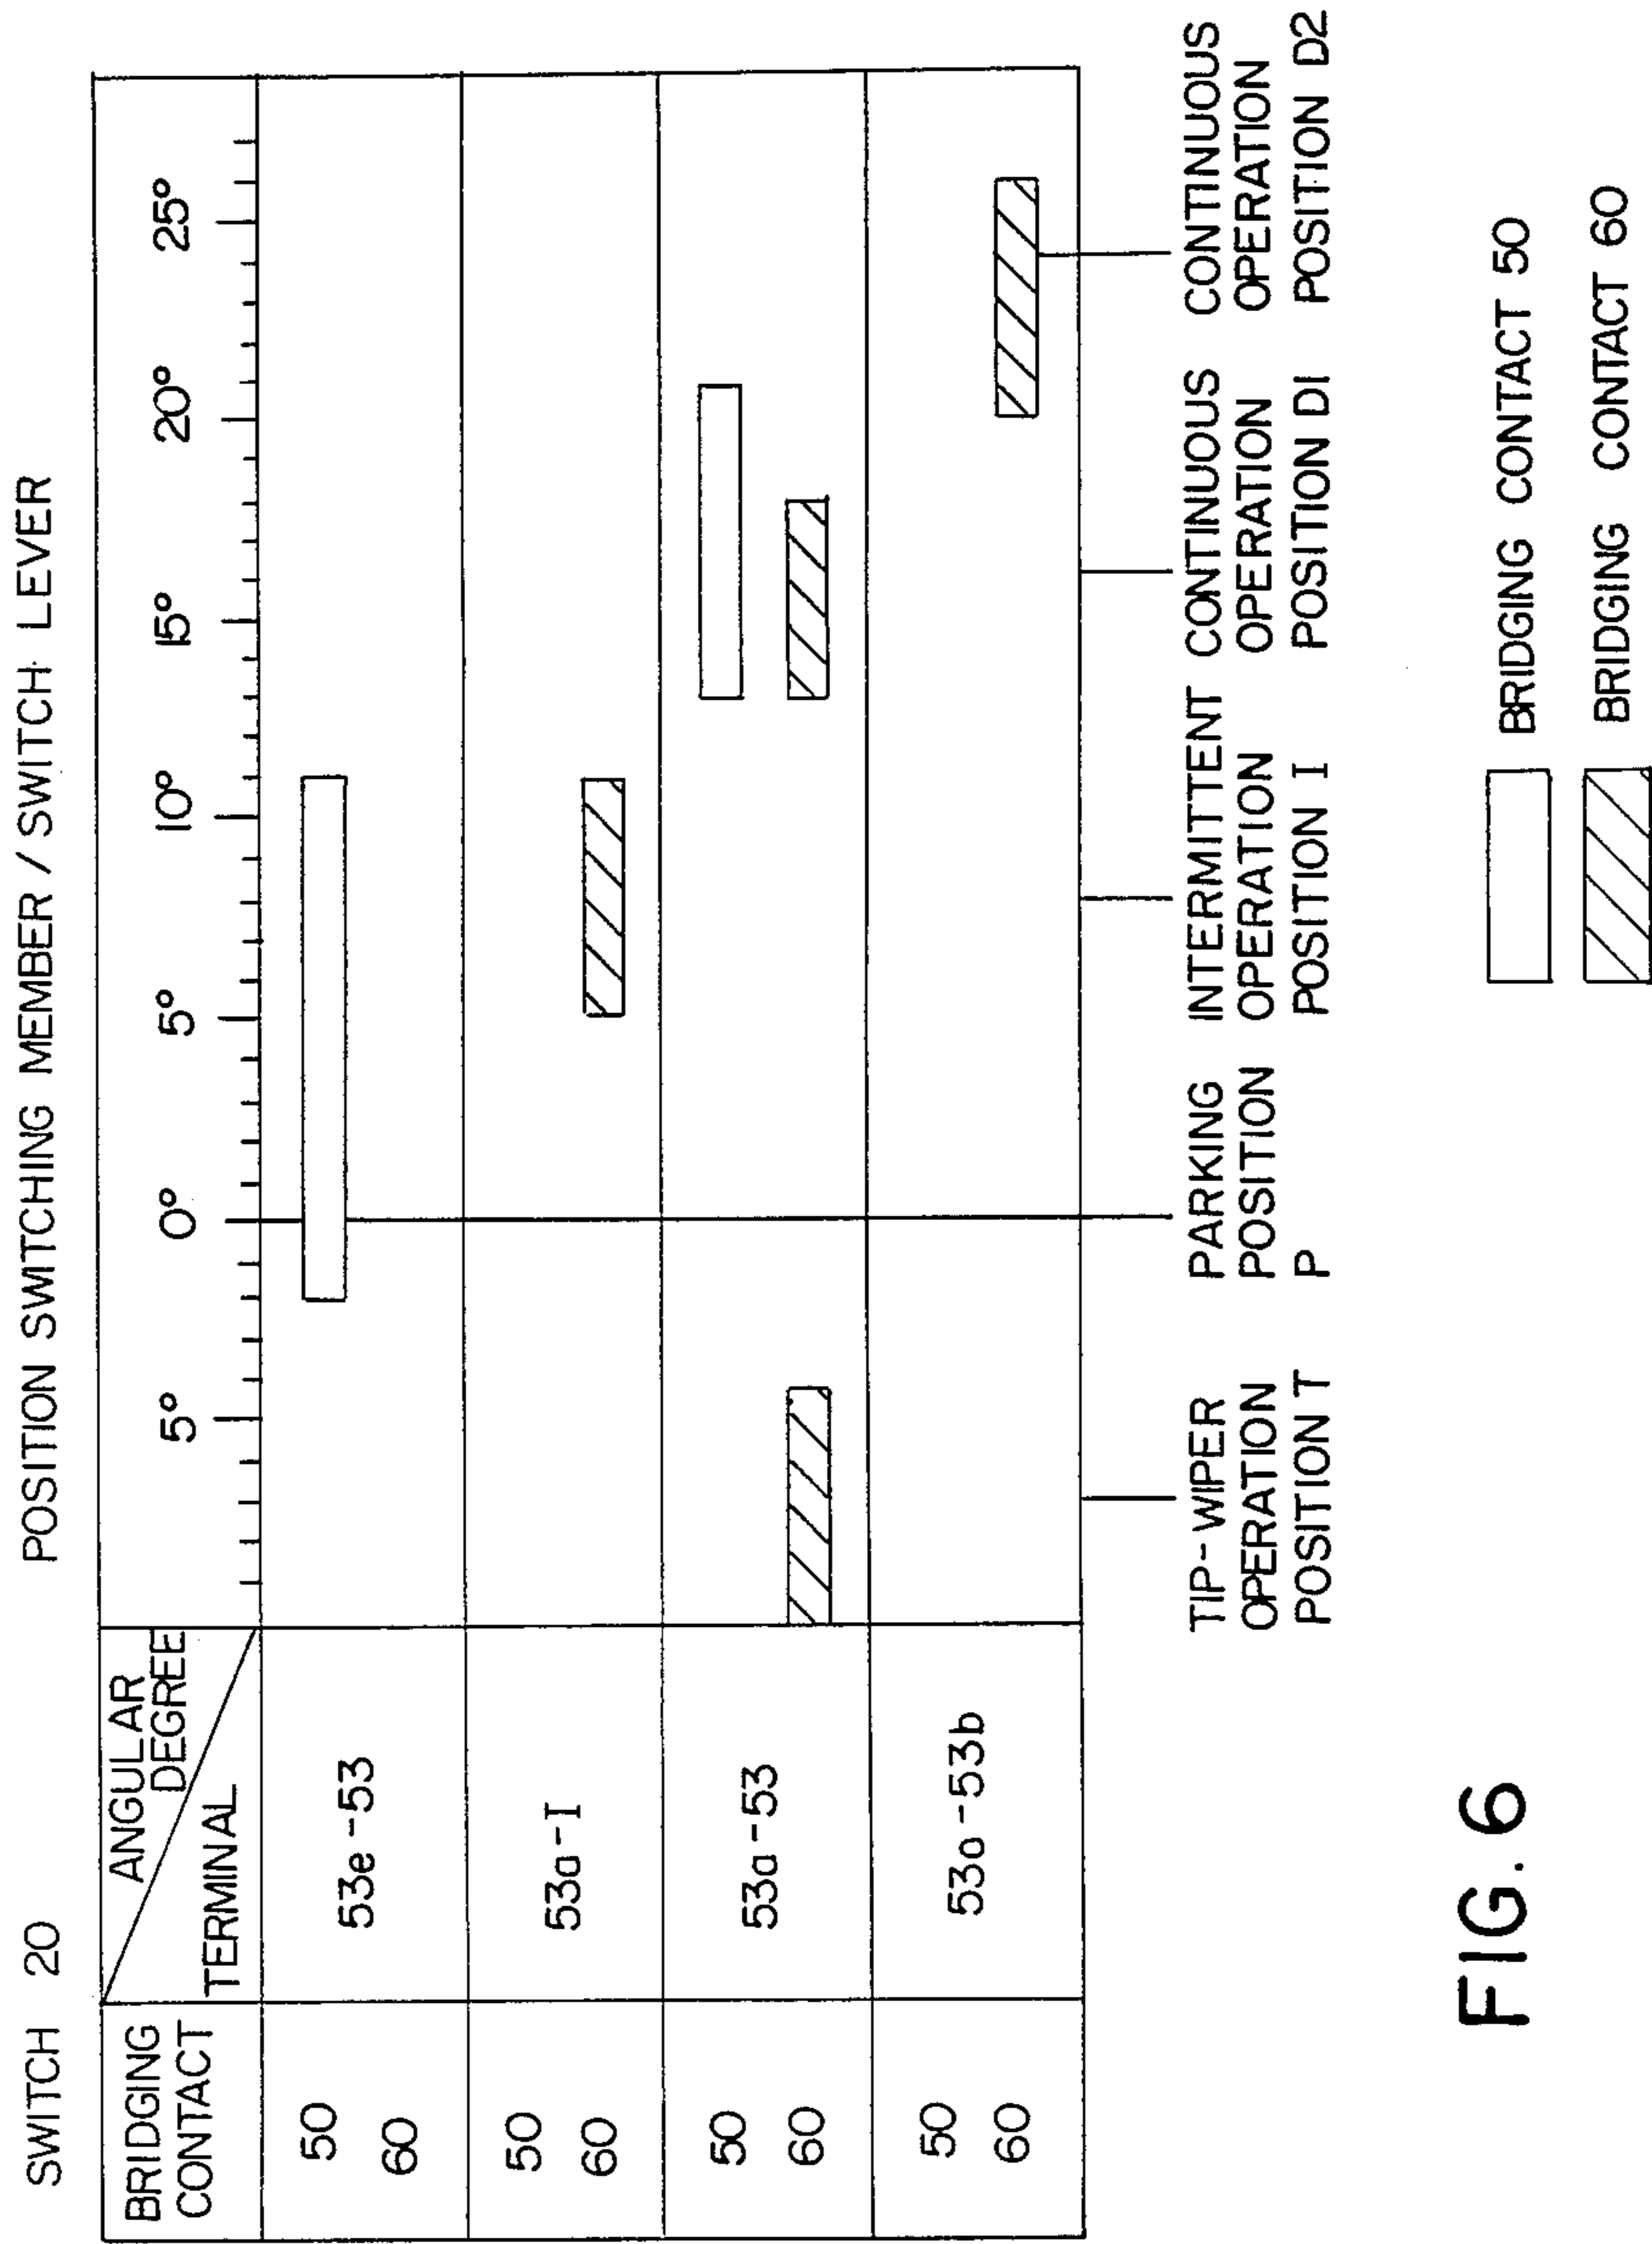 SWITCH 20
POSITION SWITCHING MEMBER / SWITCH LEVER
BRIDGING
CONTACT
ANGULAR
DEGREE
TERMINAL
5° 0° 5° 10° 15° 20° 25°
50
60
53e-53
50
60
53a-I
50
60
53a-53
50
60
53a-53b
TIP-WIPER
OPERATION
POSITION T
PARKING
POSITION
P
INTERMITTENT
OPERATION
POSITION I
CONTINUOUS
OPERATION
POSITION D1
CONTINUOUS
OPERATION
POSITION D2
BRIDGING CONTACT 50
BRIDGING CONTACT 60
FIG. 6